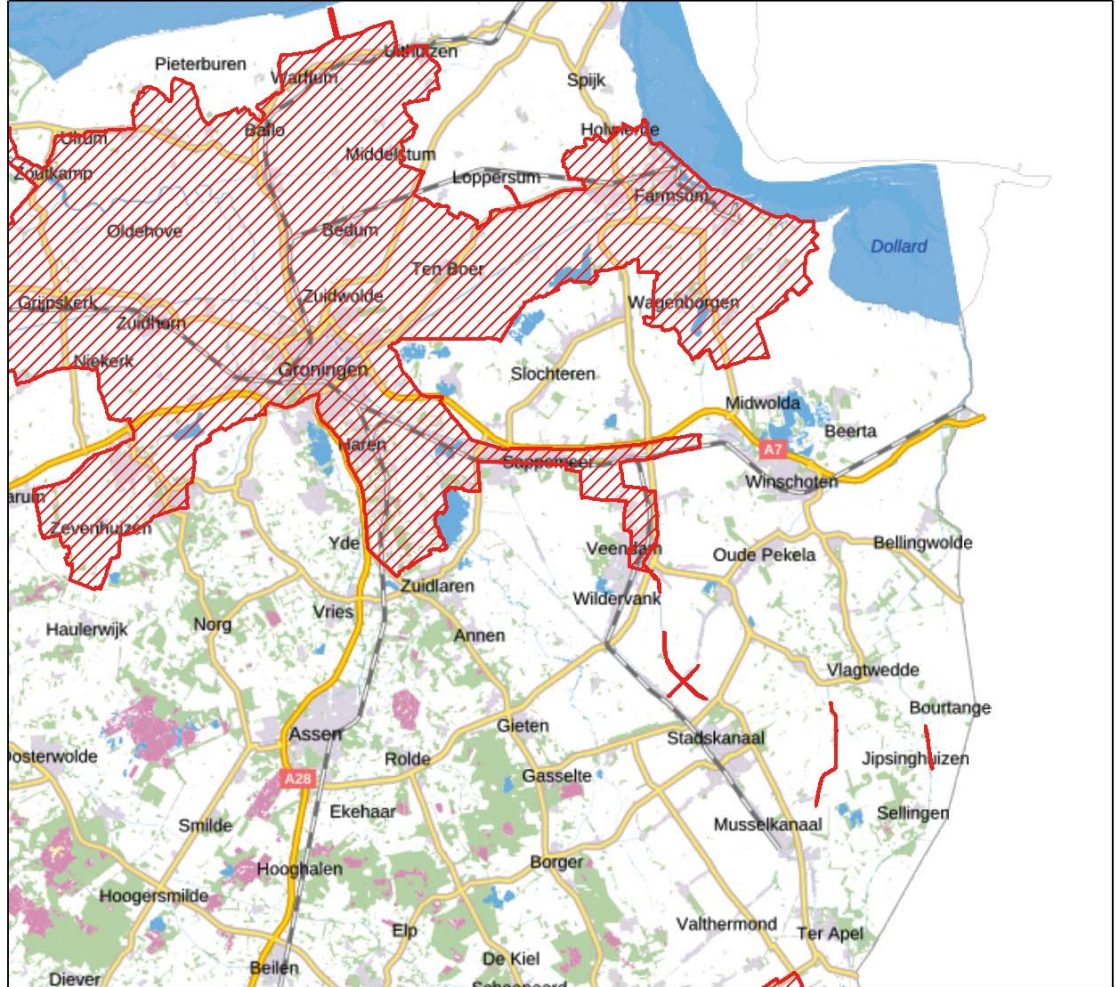 Uithuizen
Pieterburen
Warffum
Spijk
Ulrum
Baflo
Holwierde
Middelstum
Zoutkamp
Loppersum
Farmsum
Oldehove
Bedum
Dollard
Ten Boer
Grijpskerk
Zuidwolde
Wagenborgen
Zuidhorn
Niekerk
Groningen
Slochteren
Midwolda
Beerta
Haren
A7
Sappemeer
Winschoten
arum
Zevenhuizen
Yde
Veendam
Oude Pekela
Bellingwolde
Zuidlaren
Wildervank
Vries
Haulerwijk
Norg
Annen
Vlagtwedde
Bourtange
Gieten
Assen
Stadskanaal
Oosterwolde
Rolde
Jipsinghuizen
A28
Gasselte
Ekehaar
Sellingen
Smilde
Musselkanaal
Hooghalen
Borger
Hoogersmilde
Valthermond
Elp
Ter Apel
De Kiel
Beilen
Diever